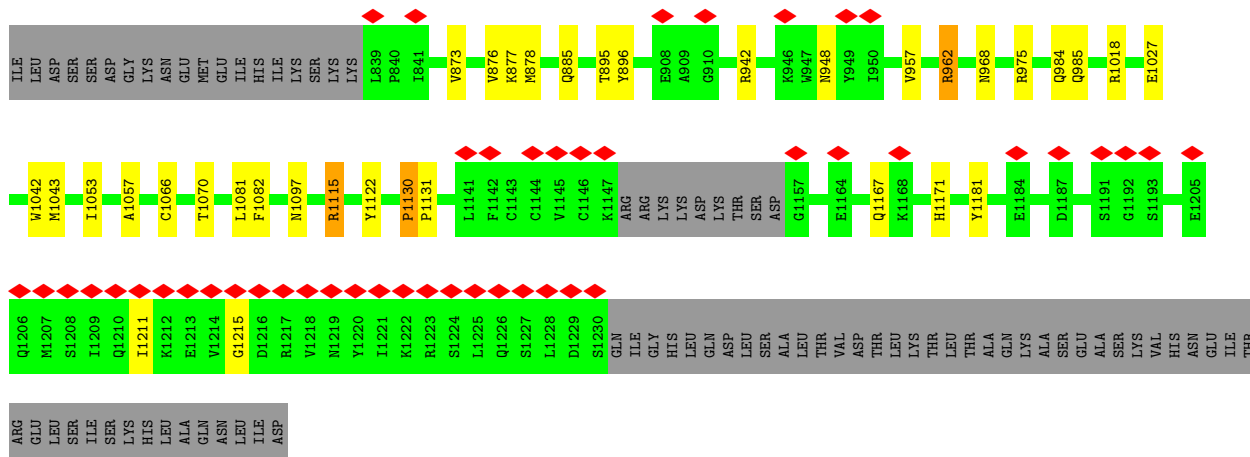 ILE LEU ASP SER SER ASP GLY LYS ASN GLU MET GLU ILE HIS ILE LYS SER LYS LYS L839 P840 I841 V873 V876 K877 M878 Q885 T895 Y896 E908 A909 G910 R942 K946 W947 N948 Y949 I950 V957 R962 N968 R975 Q984 Q985 R1018 E1027
W1042 M1043 I1053 A1057 C1066 T1070 L1081 F1082 N1097 R1115 Y1122 P1130 P1131 L1141 F1142 C1143 C1144 V1145 C1146 K1147 ARG ARG LYS LYS ASP LYS THR SER ASP G1157 E1164 Q1167 K1168 H1171 Y1181 E1184 D1187 S1191 G1192 S1193 E1205
Q1206 M1207 S1208 I1209 Q1210 I1211 K1212 E1213 V1214 G1215 D1216 R1217 V1218 N1219 Y1220 I1221 K1222 R1223 S1224 L1225 Q1226 S1227 L1228 D1229 S1230 GLN ILE GLY HIS LEU GLN ASP LEU SER ALA LEU THR VAL ASP THR LEU LYS THR LEU THR ALA GLN LYS ALA SER GLU ALA SER LYS VAL HIS ASN GLU ILE THR
ARG GLU LEU SER ILE SER LYS HIS LEU ALA GLN ASN LEU ILE ASP